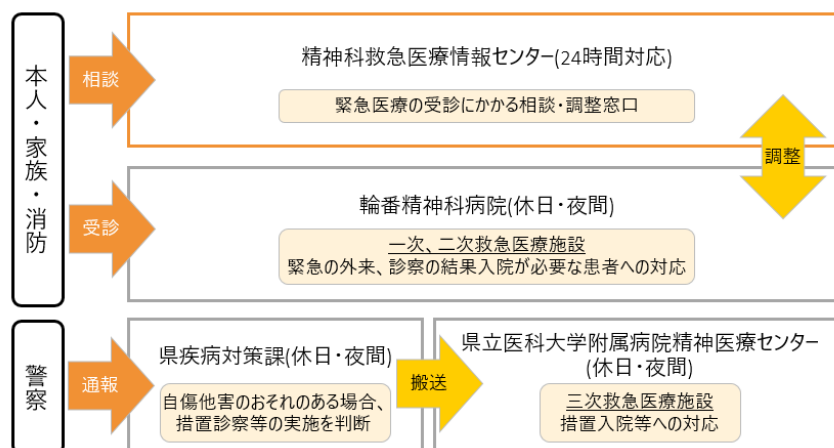 本人・家族・消防
相談
精神科救急医療情報センター(24時間対応)
緊急医療の受診にかかる相談・調整窓口
調整
受診
輪番精神科病院(休日・夜間)
一次、二次救急医療施設
緊急の外来、診察の結果入院が必要な患者への対応
警察
通報
県疾病対策課(休日・夜間)
自傷他害のおそれのある場合、
措置診察等の実施を判断
搬送
県立医科大学附属病院精神医療センター
(休日・夜間)
三次救急医療施設
措置入院等への対応